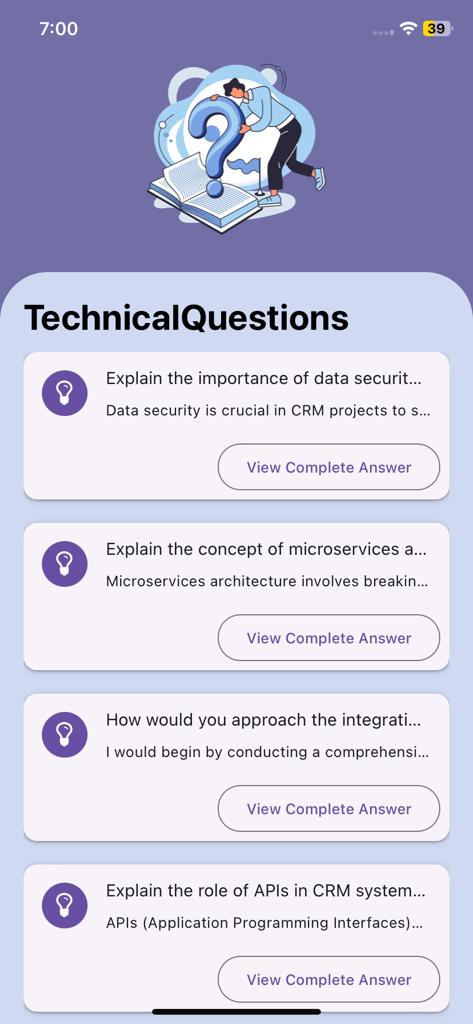 7:00
39
TechnicalQuestions
Explain the importance of data securit...
Data security is crucial in CRM projects to s...
View Complete Answer
Explain the concept of microservices a...
Microservices architecture involves breakin...
View Complete Answer
How would you approach the integrati...
I would begin by conducting a comprehensi...
View Complete Answer
Explain the role of APIs in CRM system...
APIs (Application Programming Interfaces)...
View Complete Answer